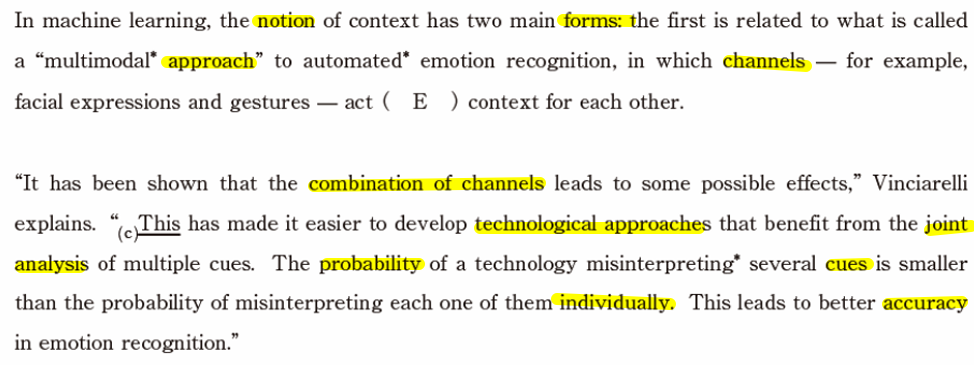 In machine learning, the notion of context has two main forms: the first is related to what is called
a “multimodal* approach” to automated* emotion recognition, in which channels — for example,
facial expressions and gestures — act ( E ) context for each other.
“It has been shown that the combination of channels leads to some possible effects,” Vinciarelli
explains. “(c)This has made it easier to develop technological approaches that benefit from the joint
analysis of multiple cues. The probability of a technology misinterpreting* several cues is smaller
than the probability of misinterpreting each one of them individually. This leads to better accuracy
in emotion recognition.”